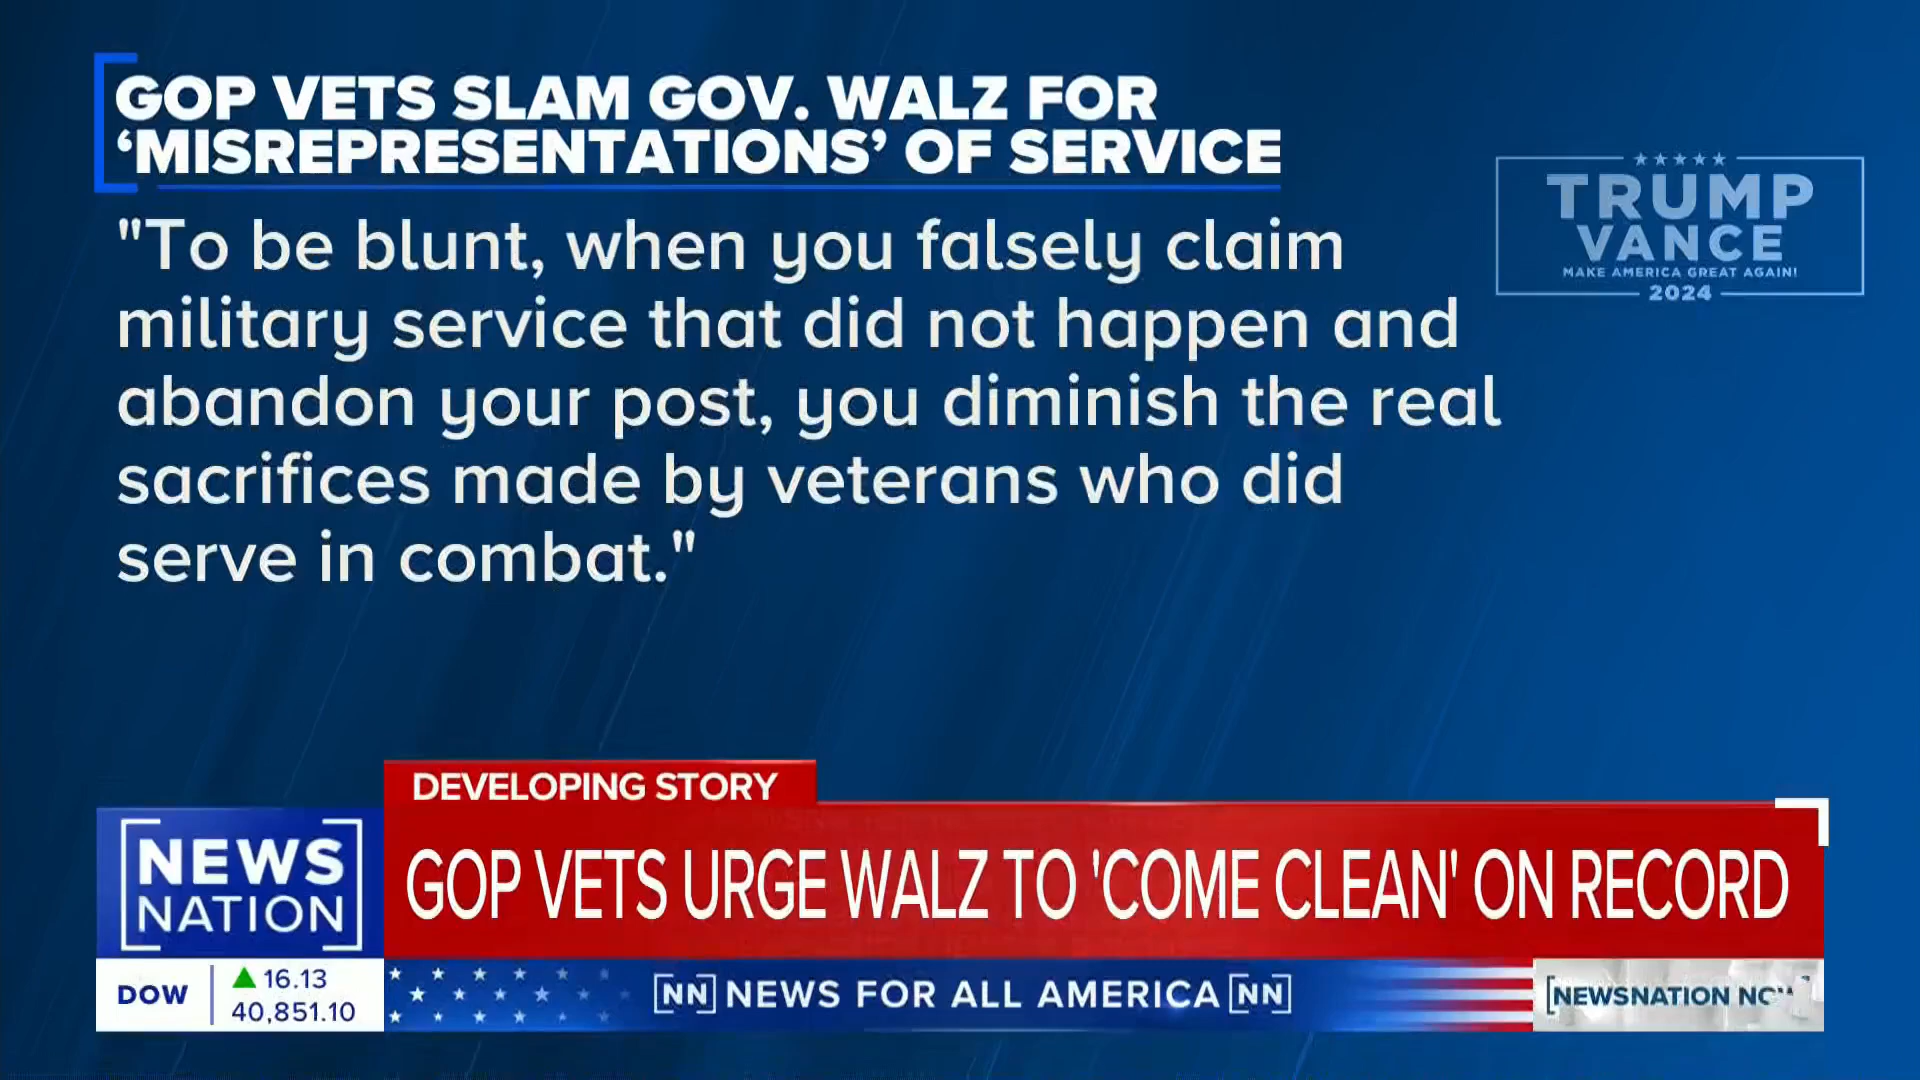 GOP VETS SLAM GOV. WALZ FOR
‘MISREPRESENTATIONS’ OF SERVICE
"To be blunt, when you falsely claim
military service that did not happen and
abandon your post, you diminish the real
sacrifices made by veterans who did
serve in combat."
TRUMP
VANCE
MAKE AMERICA GREAT AGAIN!
2024
DEVELOPING STORY
NEWS
NATION
GOP VETS URGE WALZ TO 'COME CLEAN' ON RECORD
DOW
16.13
40,851.10
NN NEWS FOR ALL AMERICA NN
NEWSNATION